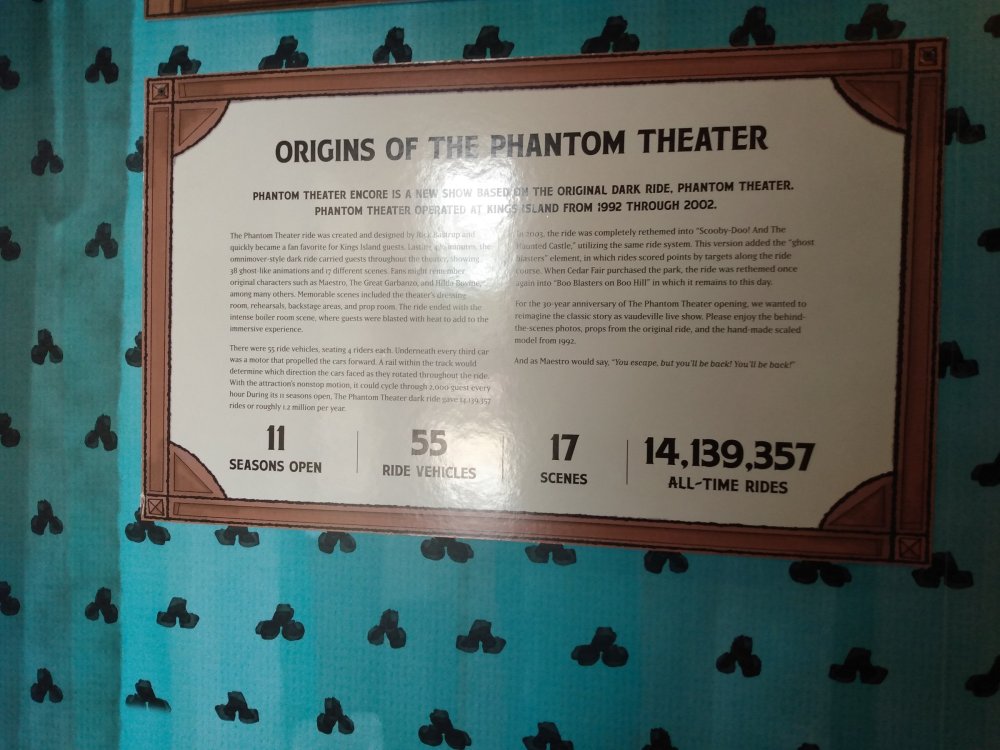 ORIGINS OF THE PHANTOM THEATER
PHANTOM THEATER ENCORE IS A NEW SHOW BASED ON THE ORIGINAL DARK RIDE, PHANTOM THEATER.
PHANTOM THEATER OPERATED AT KINGS ISLAND FROM 1992 THROUGH 2002.
The Phantom Theater ride was created and designed by Rick Bastrup and
quickly became a fan favorite for Kings Island guests. Lasting minutes, the
omnimover-style dark ride carried guests throughout the theater, showing
38 ghost-like animations and 17 different scenes. Fans might remember
original characters such as Maestro, The Great Garbanzo, and Hilda Bovine,
among many others. Memorable scenes included the theater's dressing
room, rehearsals, backstage areas, and prop room. The ride ended with the
intense boiler room scene, where guests were blasted with heat to add to the
immersive experience.
There were 55 ride vehicles, seating 4 riders each. Underneath every third car
was a motor that propelled the cars forward. A rail within the track would
determine which direction the cars faced as they rotated throughout the ride.
With the attraction's nonstop motion, it could cycle through 2,000 guest every
hour During its 11 seasons open, The Phantom Theater dark ride gave 14,139,357
rides or roughly 1.2 million per year.
In 2003, the ride was completely rethemed into "Scooby-Doo! And The
Haunted Castle," utilizing the same ride system. This version added the "ghost
blasters" element, in which rides scored points by targets along the ride
course. When Cedar Fair purchased the park, the ride was rethemed once
again into "Boo Blasters on Boo Hill" in which it remains to this day.
For the 30-year anniversary of The Phantom Theater opening, we wanted to
reimagine the classic story as vaudeville live show. Please enjoy the behind-
the-scenes photos, props from the original ride, and the hand-made scaled
model from 1992.
And as Maestro would say, "You escape, but you'll be back! You'll be back!"
11
SEASONS OPEN
55
RIDE VEHICLES
17
SCENES
14,139,357
ALL-TIME RIDES